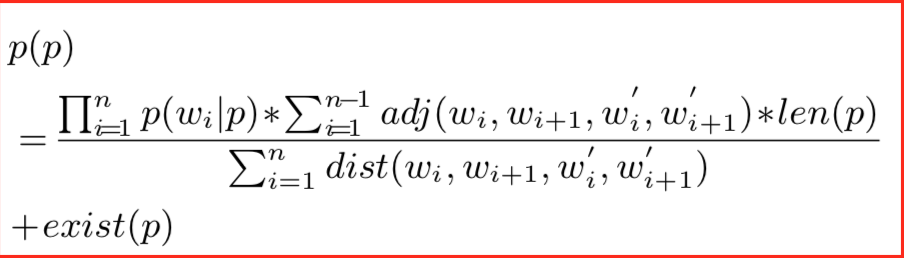 p(p)
= \frac{\prod_{i=1}^{n} p(w_i|p) * \sum_{i=1}^{n-1} adj(w_i, w_{i+1}, w_i^{'}, w_{i+1}^{'}) * len(p)}{\sum_{i=1}^{n} dist(w_i, w_{i+1}, w_i^{'}, w_{i+1}^{'})}
+exist(p)